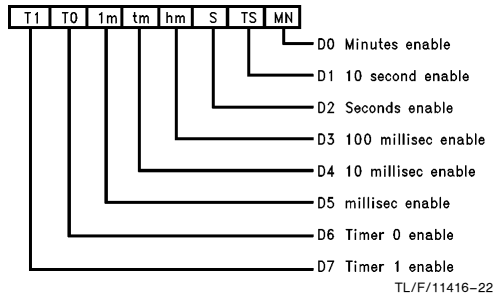 T1 T0 1m tm hm S TS MN
D0 Minutes enable
D1 10 second enable
D2 Seconds enable
D3 100 millisec enable
D4 10 millisec enable
D5 millisec enable
D6 Timer 0 enable
D7 Timer 1 enable
TL/F/11416–22